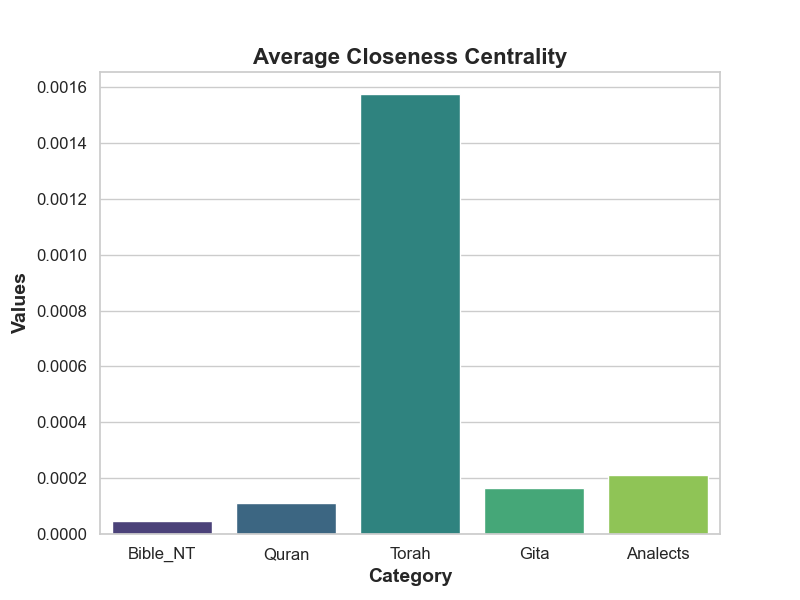 Average Closeness Centrality
0.0016
0.0014
0.0012
0.0010
0.0008
0.0006
0.0004
0.0002
0.0000
Values
Bible_NT Quran Torah Gita Analects
Category